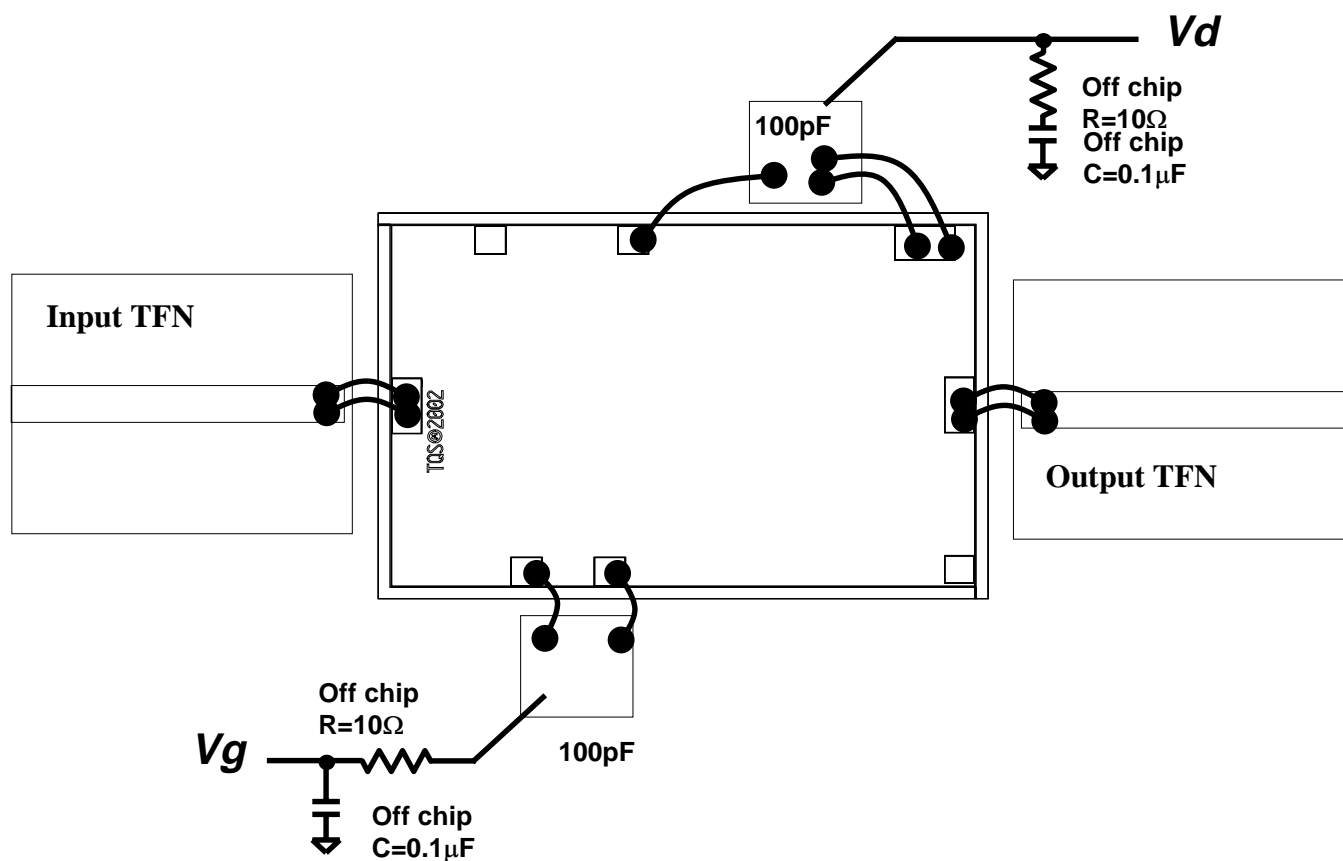 Vd
Off chip
R=10Ω
Off chip
C=0.1μF
100pF
Input TFN
TQS©2002
Output TFN
Off chip
R=10Ω
Vg
100pF
Off chip
C=0.1μF